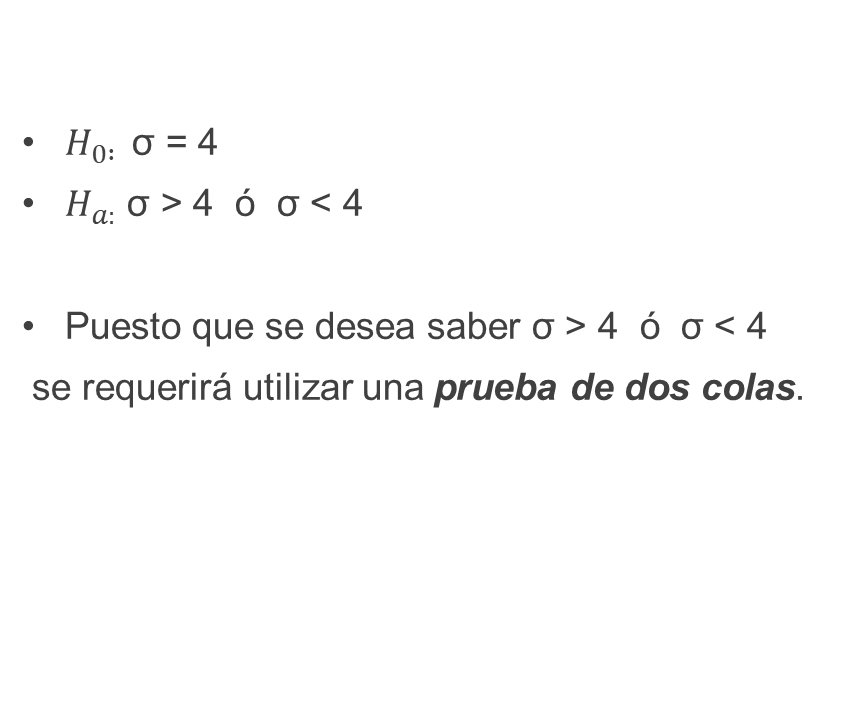 • H₀: σ = 4
• Hₐ: σ > 4 ó σ < 4
• Puesto que se desea saber σ > 4 ó σ < 4
se requerirá utilizar una prueba de dos colas.